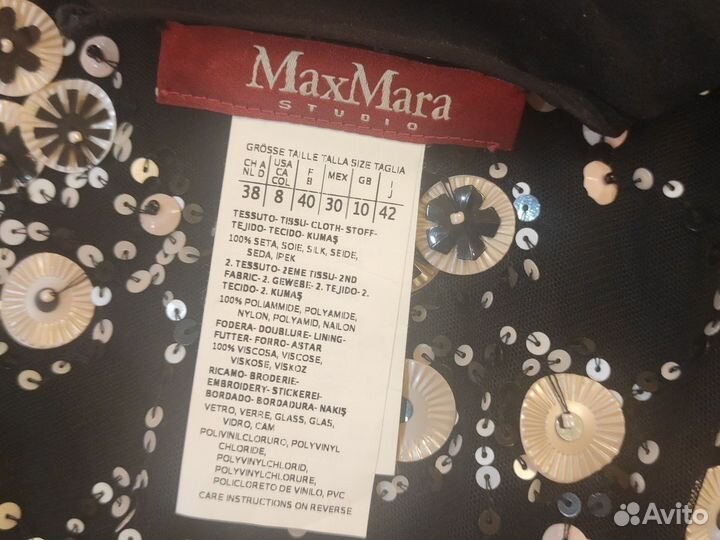 MaxMara
STUDIO
GRÖSSE TAILLE TALLA SIZE TAGLIA
CH A NL D USA CA COL F B MEX GB I J
38 8 40 30 10 42
TESSUTO- TISSU- CLOTH- STOFF-
TEJIDO- TECIDO- KUMAŞ
100% SETA, SOIE, SILK, SEIDE,
SEDA, IPEK
2. TESSUTO- 2EME TISSU- 2ND
FABRIC- 2. GEWEBE- 2. TEJIDO- 2.
TECIDO- 2. KUMAŞ
100% POLIAMMIDE, POLYAMIDE,
NYLON, POLYAMID, NAILON
FODERA- DOUBLURE- LINING-
FUTTER- FORRO- ASTAR
100% VISCOSA, VISCOSE,
VISKOSE, VISKOZ
RICAMO- BRODERIE-
EMBROIDERY- STICKEREI-
BORDADO- BORDADURA- NAKIŞ
VETRO, VERRE, GLASS, GLAS,
VIDRO, CAM
POLIVINILCLORURO, POLYVINYL
CHLORIDE,
POLYVINYLCHLORID,
POLYVINYLCHLORURE,
POLICLORETO DE VINILO, PVC
CARE INSTRUCTIONS ON REVERSE
Avito